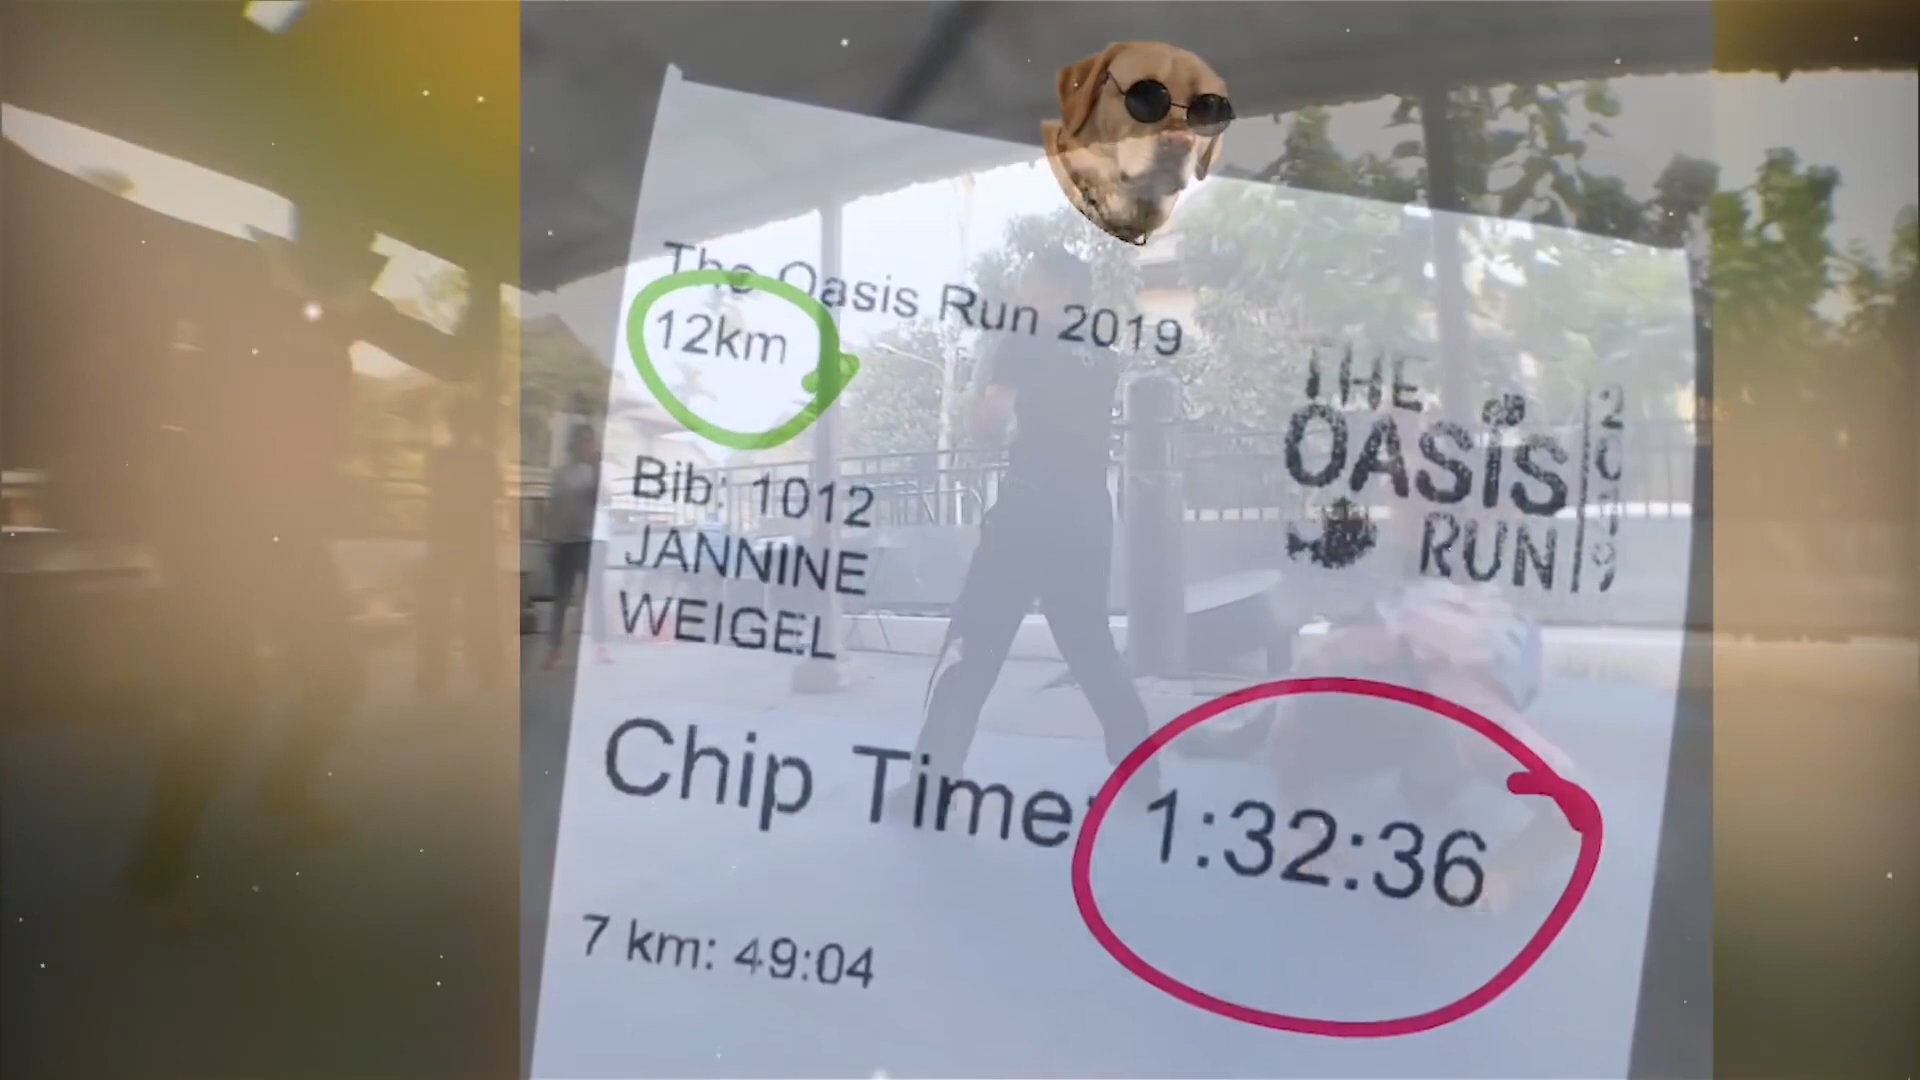 The Oasis Run 2019
12km
Bib: 1012
JANNINE
WEIGEL
THE
OASiS
RUN
2019
Chip Time: 1:32:36
7 km: 49:04